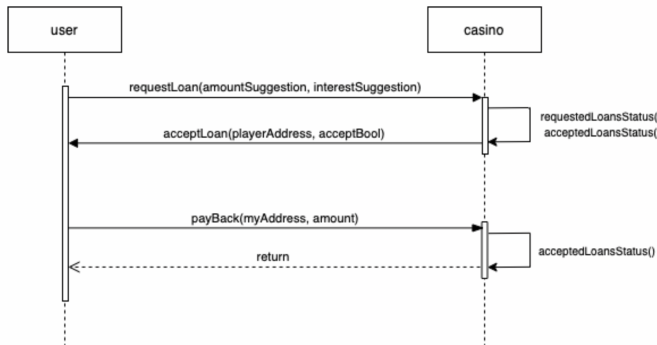 user
casino
requestLoan(amountSuggestion, interestSuggestion)
requestedLoansStatus(
acceptedLoansStatus(
acceptLoan(playerAddress, acceptBool)
payBack(myAddress, amount)
acceptedLoansStatus()
return